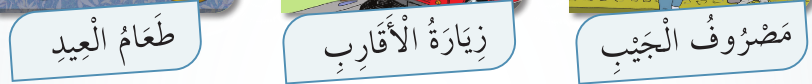 مَصْرُوفُ الْجَيْبِ
زِيَارَةُ الْأَقَارِبِ
طَعَامُ الْعِيدِ